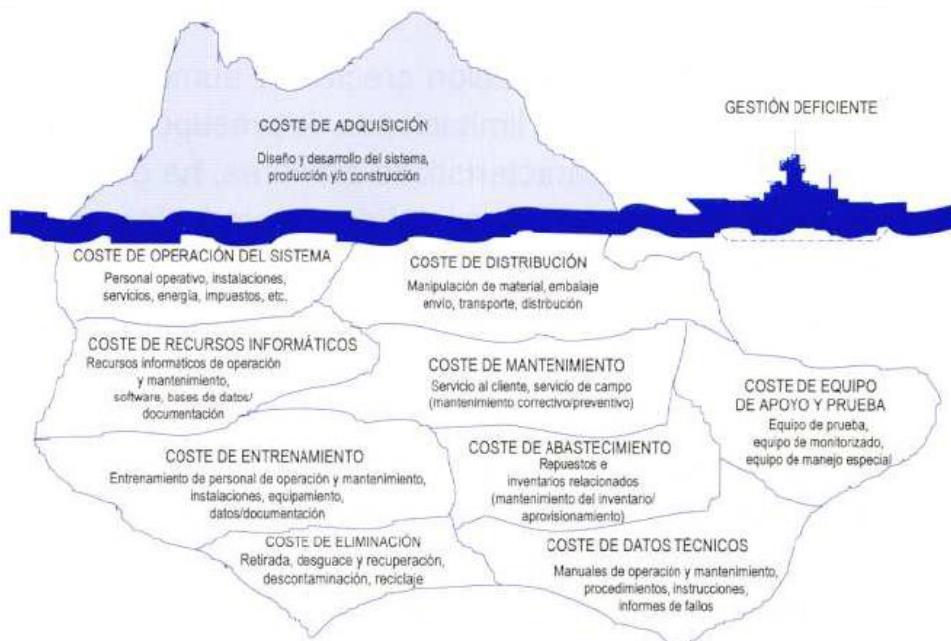 COSTE DE ADQUISICIÓN
Diseño y desarrollo del sistema,
producción y/o construcción
GESTIÓN DEFICIENTE
COSTE DE OPERACIÓN DEL SISTEMA
Personal operativo, instalaciones,
servicios, energía, impuestos, etc.
COSTE DE DISTRIBUCIÓN
Manipulación de material, embalaje
envio, transporte, distribución
COSTE DE RECURSOS INFORMÁTICOS
Recursos informáticos de operación
y mantenimiento,
software, bases de datos/
documentación
COSTE DE MANTENIMIENTO
Servicio al cliente, servicio de campo
(mantenimiento correctivo/preventivo)
COSTE DE EQUIPO
DE APOYO Y PRUEBA
Equipo de prueba,
equipo de monitorizado,
equipo de manejo especial
COSTE DE ENTRENAMIENTO
Entrenamiento de personal de operación y mantenimiento,
instalaciones, equipamiento,
datos/documentación
COSTE DE ABASTECIMIENTO
Repuestos e
inventarios relacionados
(mantenimiento del inventario/
aprovisionamiento)
COSTE DE ELIMINACIÓN
Retirada, desguace y recuperación,
descontaminación, reciclaje
COSTE DE DATOS TÉCNICOS
Manuales de operación y mantenimiento,
procedimientos, instrucciones,
informes de fallos